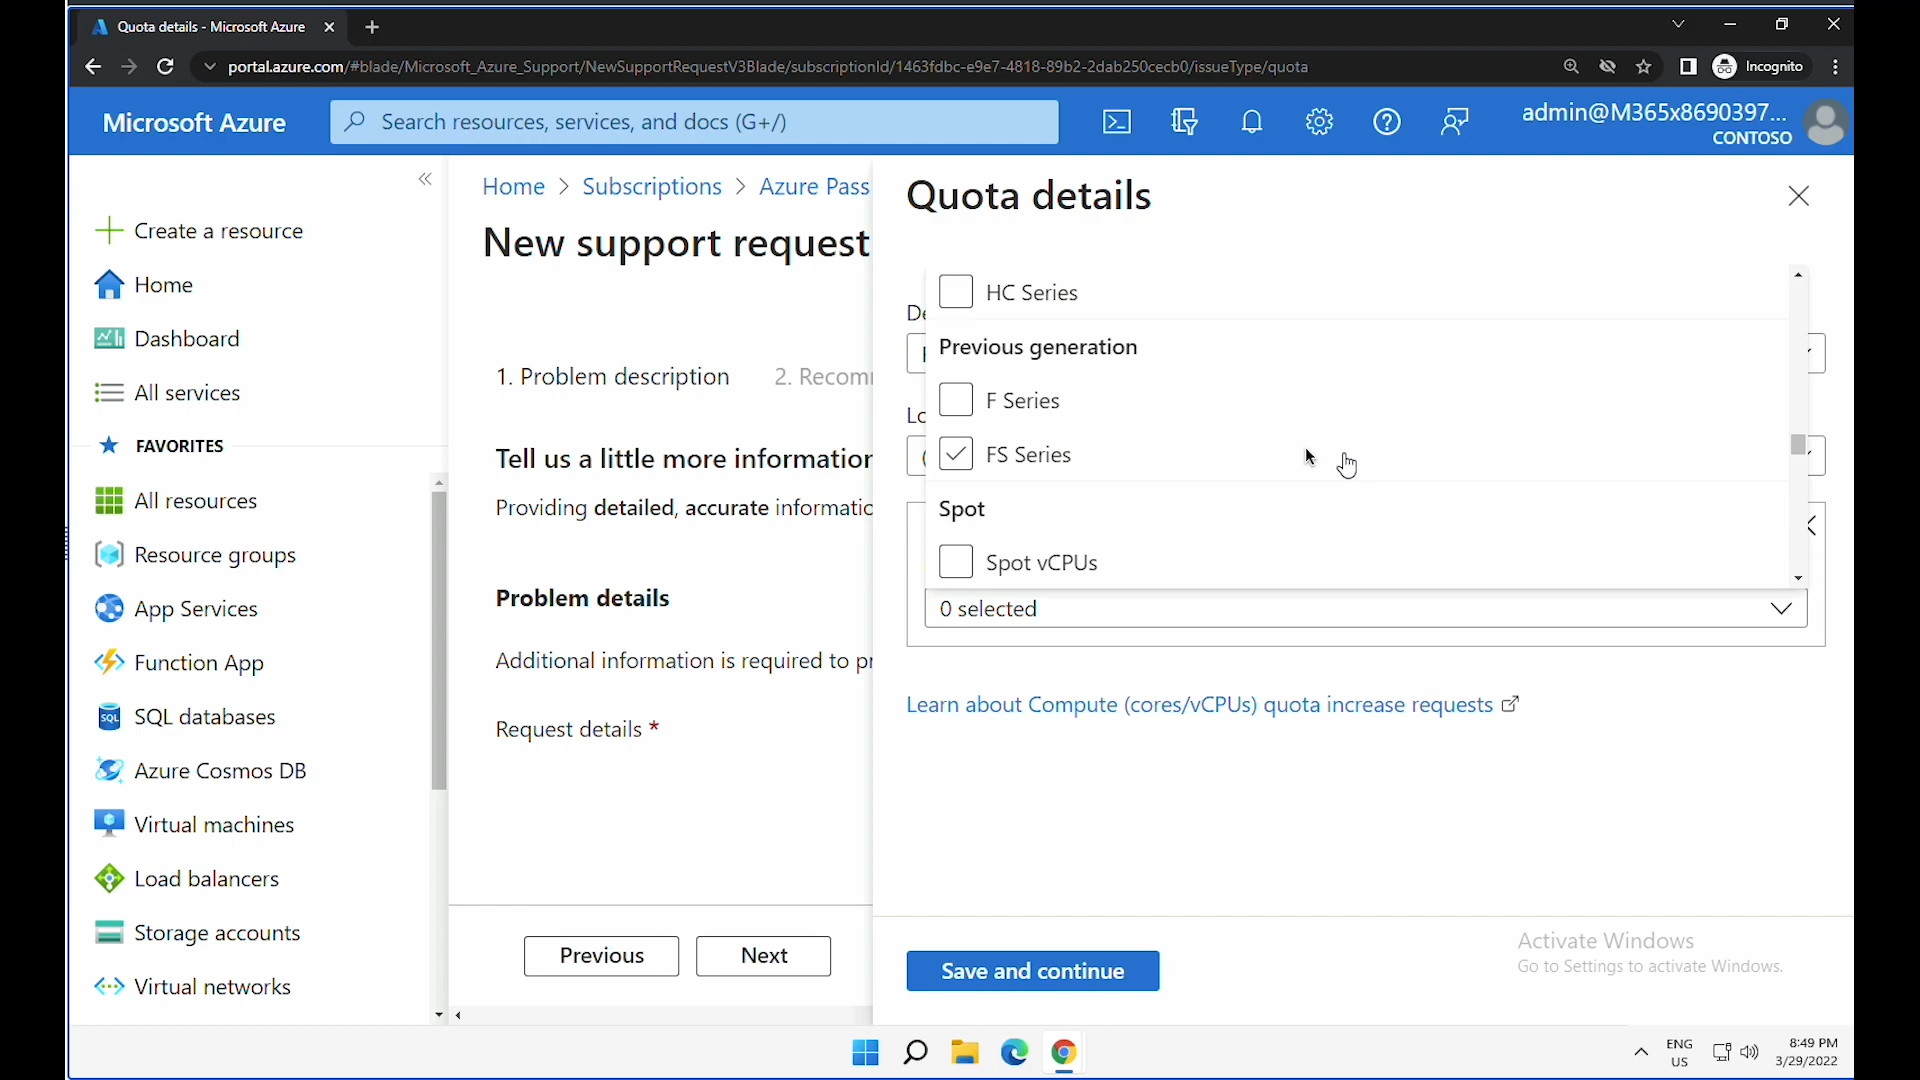 Quota details - Microsoft Azure
portal.azure.com/#blade/Microsoft_Azure_Support/NewSupportRequestV3Blade/subscriptionId/1463fdbc-e9e7-4818-89b2-2dab250cecb0/issueType/quota
Incognito
Microsoft Azure
Search resources, services, and docs (G+/)
admin@M365x8690397...
CONTOSO
Create a resource
Home
Dashboard
All services
FAVORITES
All resources
Resource groups
App Services
Function App
SQL databases
Azure Cosmos DB
Virtual machines
Load balancers
Storage accounts
Virtual networks
Home > Subscriptions > Azure Pass
New support request
1. Problem description
2. Recom
Tell us a little more information
Providing detailed, accurate informatic
Problem details
Additional information is required to pr
Request details *
Previous
Next
Quota details
De
Lo
HC Series
Previous generation
F Series
FS Series
Spot
Spot vCPUs
0 selected
Learn about Compute (cores/vCPUs) quota increase requests
Save and continue
Activate Windows
Go to Settings to activate Windows.
ENG
US
8:49 PM
3/29/2022